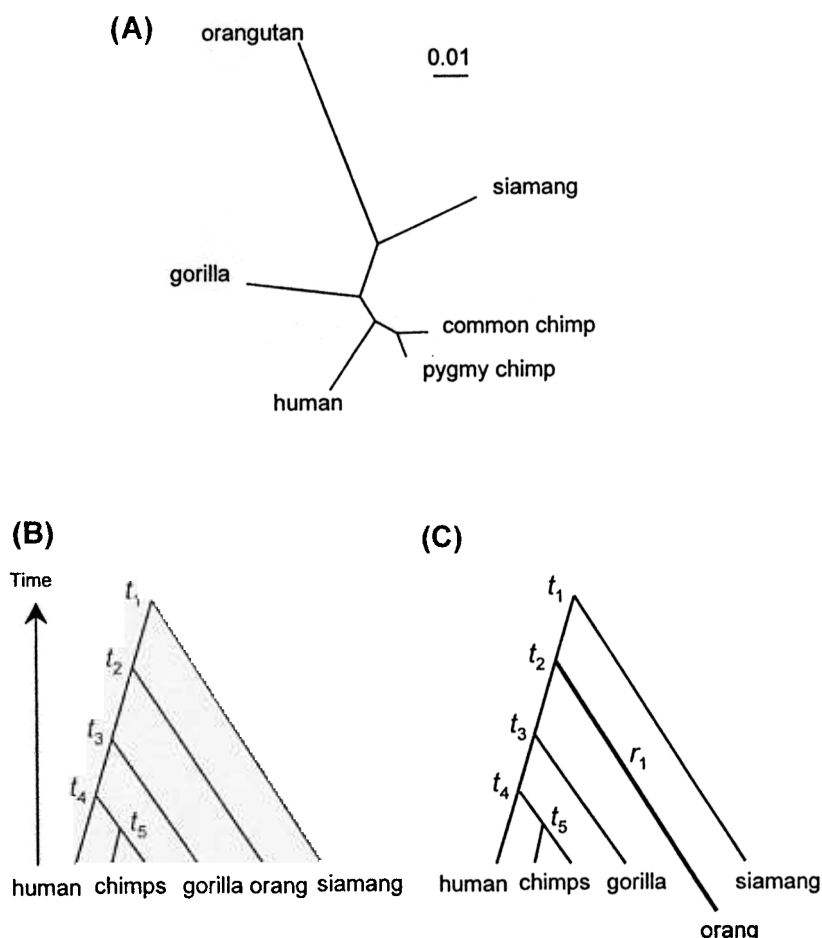 (A)
orangutan
0.01
siamang
gorilla
common chimp
pygmy chimp
human
(B)
Time
t1
t2
t3
t4
t5
human chimps gorilla orang siamang
(C)
t1
t2
t3
r1
t4
t5
human chimps gorilla siamang
orang